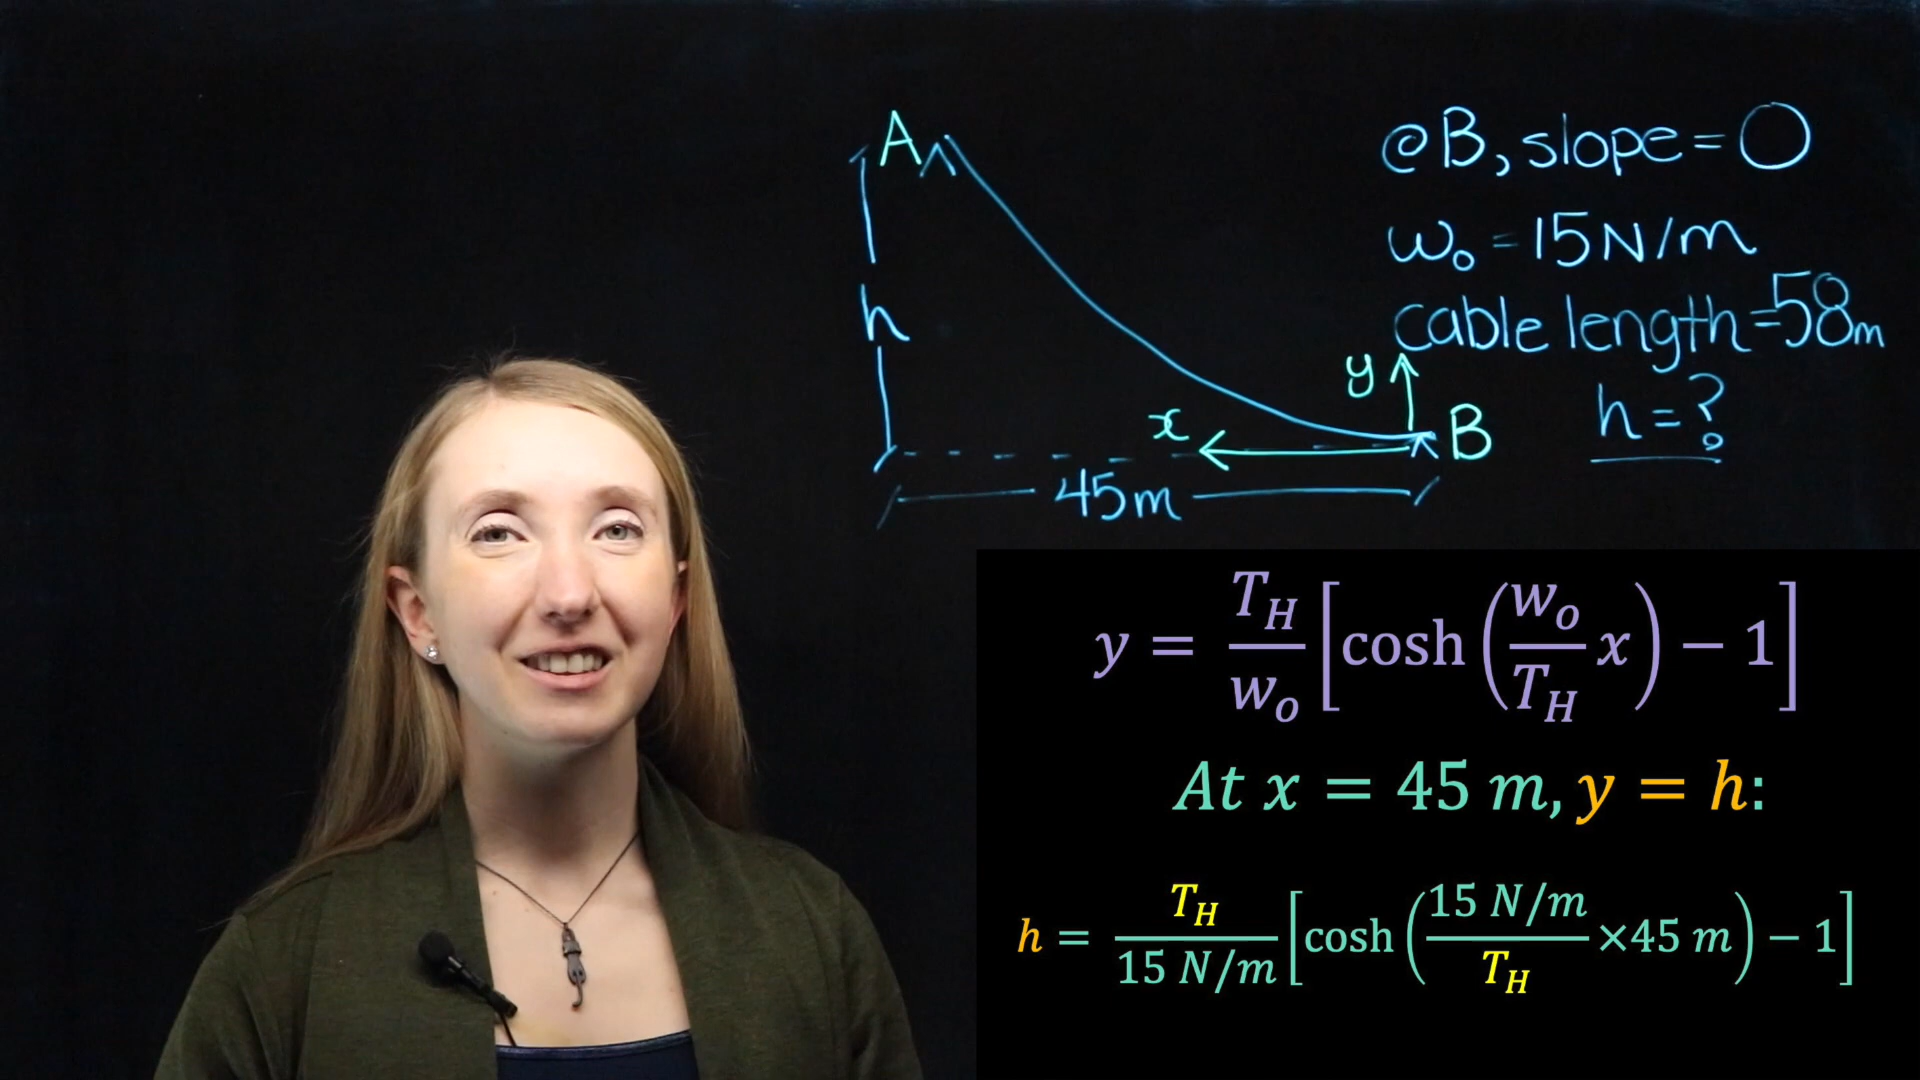 A
h
x
y
B
45m
@B, slope = 0
w₀ = 15N/m
cable length = 58m
h = ?
y = T_H/w_o [cosh (w_o/T_H x) − 1]
At x = 45 m, y = h:
h = T_H/15 N/m [cosh (15 N/m/T_H ×45 m) − 1]